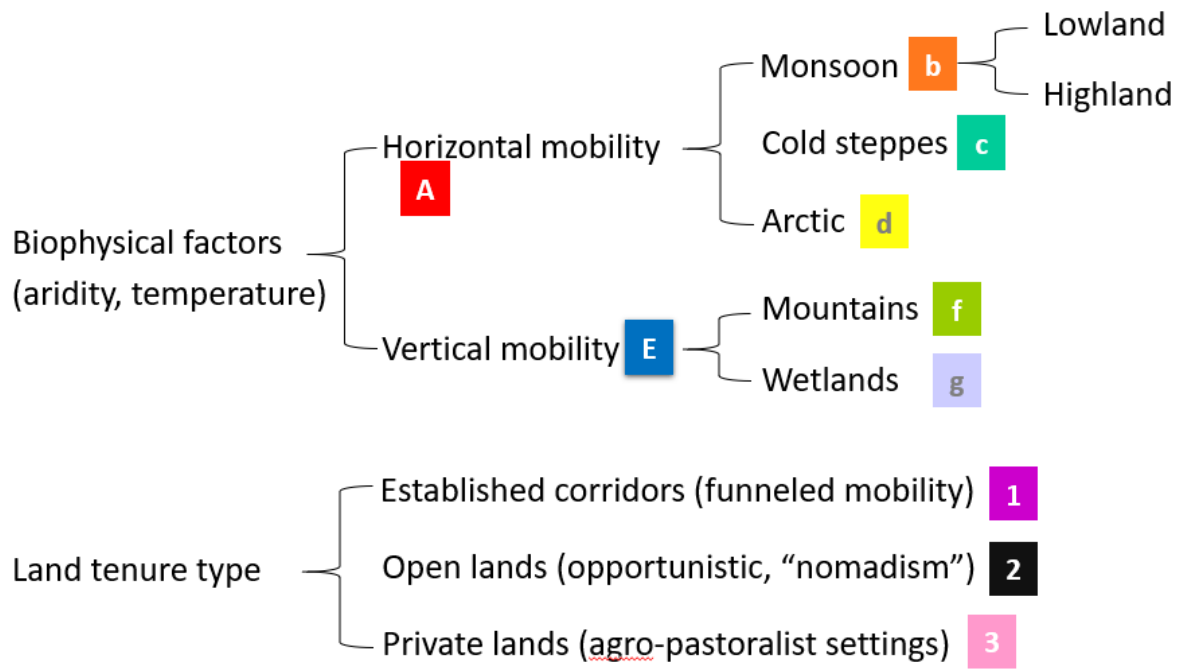 Lowland
Monsoon b
Highland
Cold steppes c
Horizontal mobility
A
Arctic d
Biophysical factors
(aridity, temperature)
Mountains f
Vertical mobility E
Wetlands g
Established corridors (funneled mobility) 1
Land tenure type
Open lands (opportunistic, “nomadism”) 2
Private lands (agro-pastoralist settings) 3